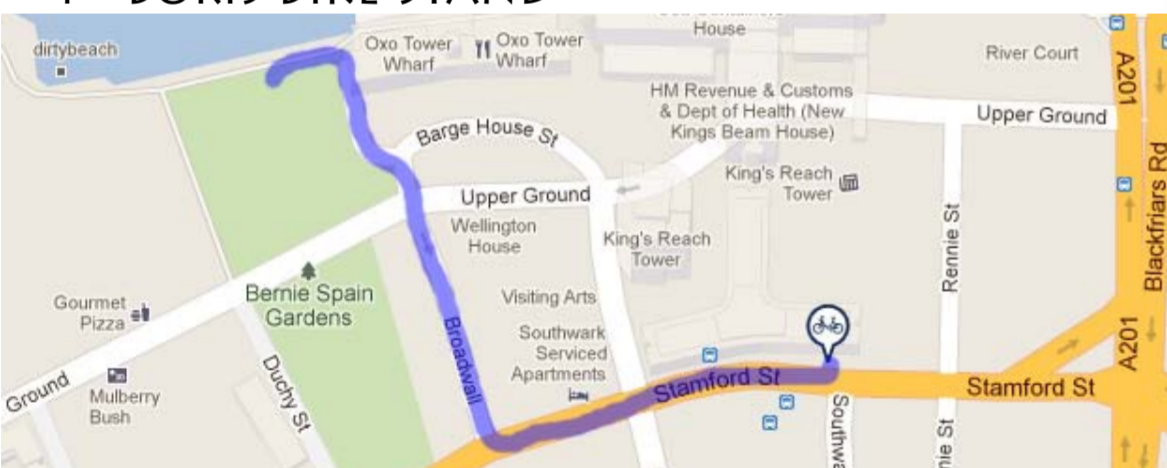 dirtybeach
Oxo Tower
Wharf
Oxo Tower
Wharf
House
River Court
A201
HM Revenue & Customs
& Dept of Health (New
Kings Beam House)
Upper Ground
Barge House St
King's Reach
Tower
Upper Ground
Blackfriars Rd
Wellington
House
King's Reach
Tower
Rennie St
Bernie Spain
Gardens
Visiting Arts
Gourmet
Pizza
Southwark
Serviced
Apartments
Broadwall
A201
Duchy St
Ground
Mulberry
Bush
Stamford St
Stamford St